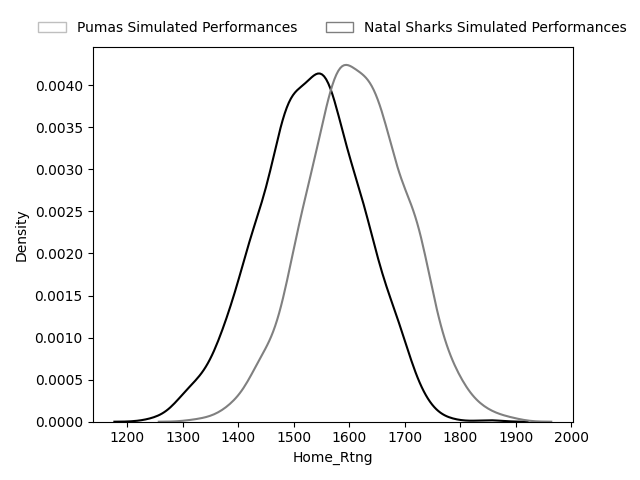 Pumas Simulated Performances Natal Sharks Simulated Performances
0.0040
0.0035
0.0030
0.0025
0.0020
0.0015
0.0010
0.0005
0.0000
Density
1200 1300 1400 1500 1600 1700 1800 1900 2000
Home_Rtng